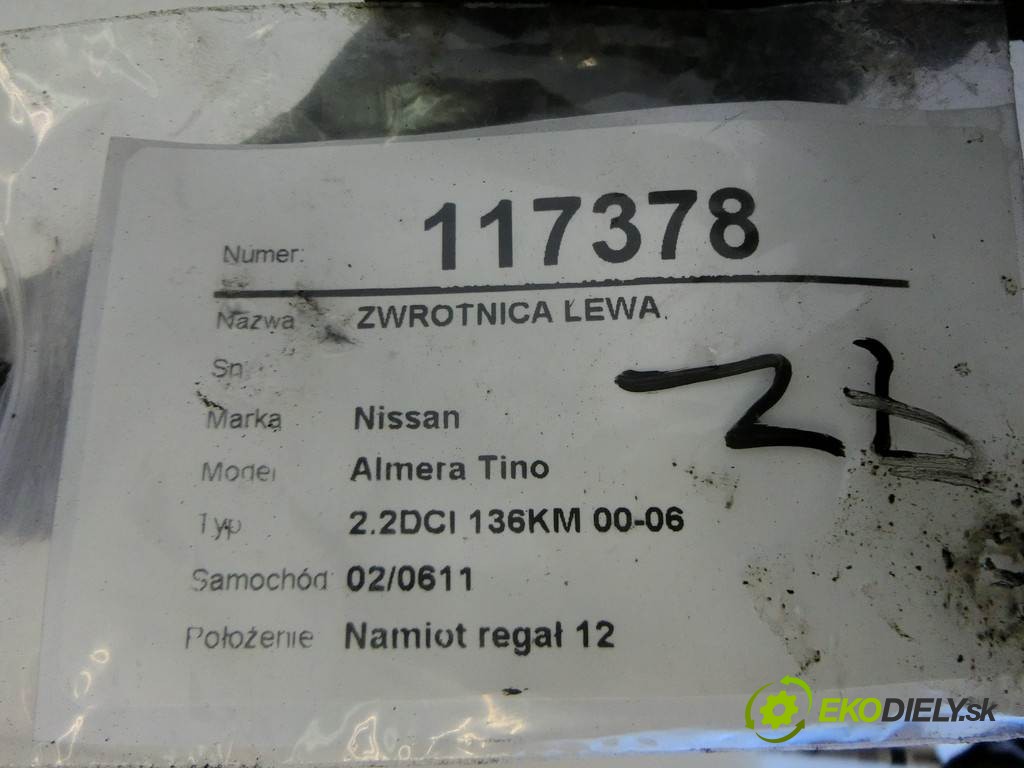 Numer: 117378
Nazwa ZWROTNICA LEWA
Sn
Marka Nissan
Model Almera Tino
Typ 2.2DCI 136KM 00-06
Samochód 02/0611
Położenie Namiot regał 12
EKODIELY.sk